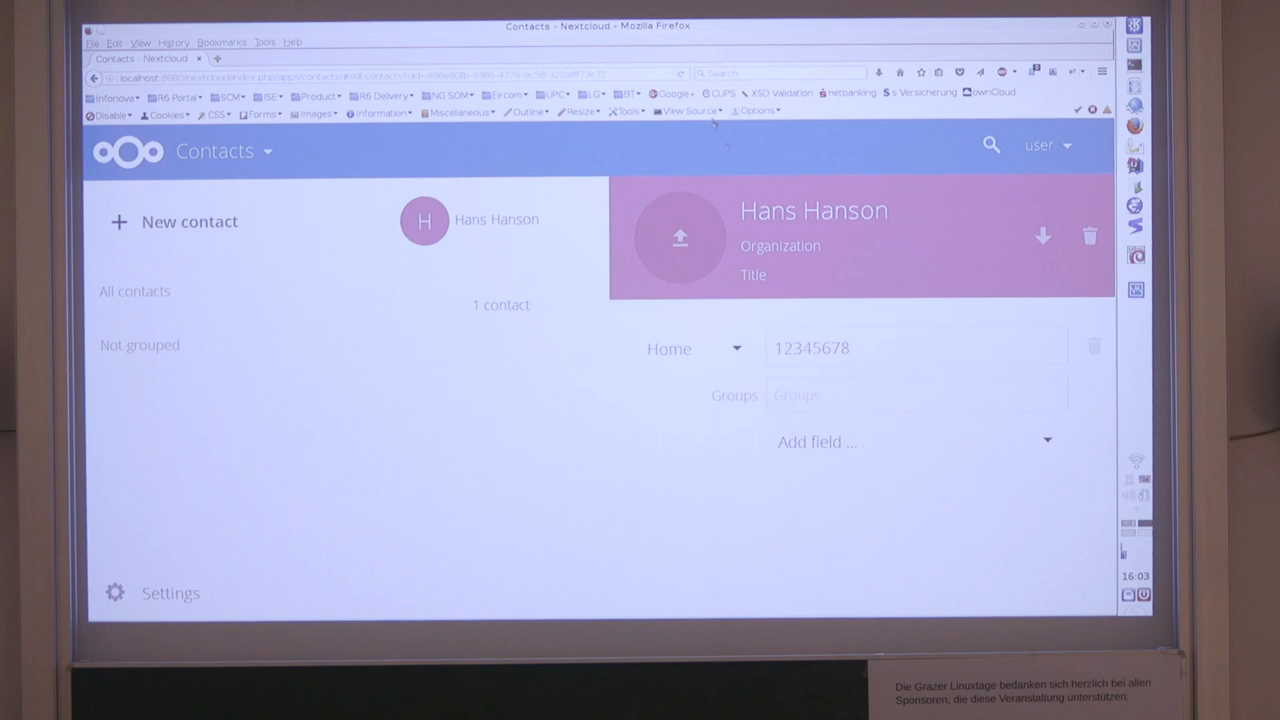 Contacts - Nextcloud - Mozilla Firefox
File Edit View History Bookmarks Tools Help
Contacts - Nextcloud × +
Search
Infonova R6 Portal SCM ISE Product R6 Delivery NG SOM Eircom UPC LG BT Google+ CUPS XSD Validation netbanking S s Versicherung ownCloud
Disable Cookies CSS Forms Images Information Miscellaneous Outline Resize Tools View Source Options
Contacts
user
+ New contact
H Hans Hanson
Hans Hanson
Organization
Title
All contacts
1 contact
Not grouped
Home 12345678
Groups Groups
Add field ...
Settings
16:03
Die Grazer Linuxtage bedanken sich herzlich bei allen
Sponsoren, die diese Veranstaltung unterstützen: